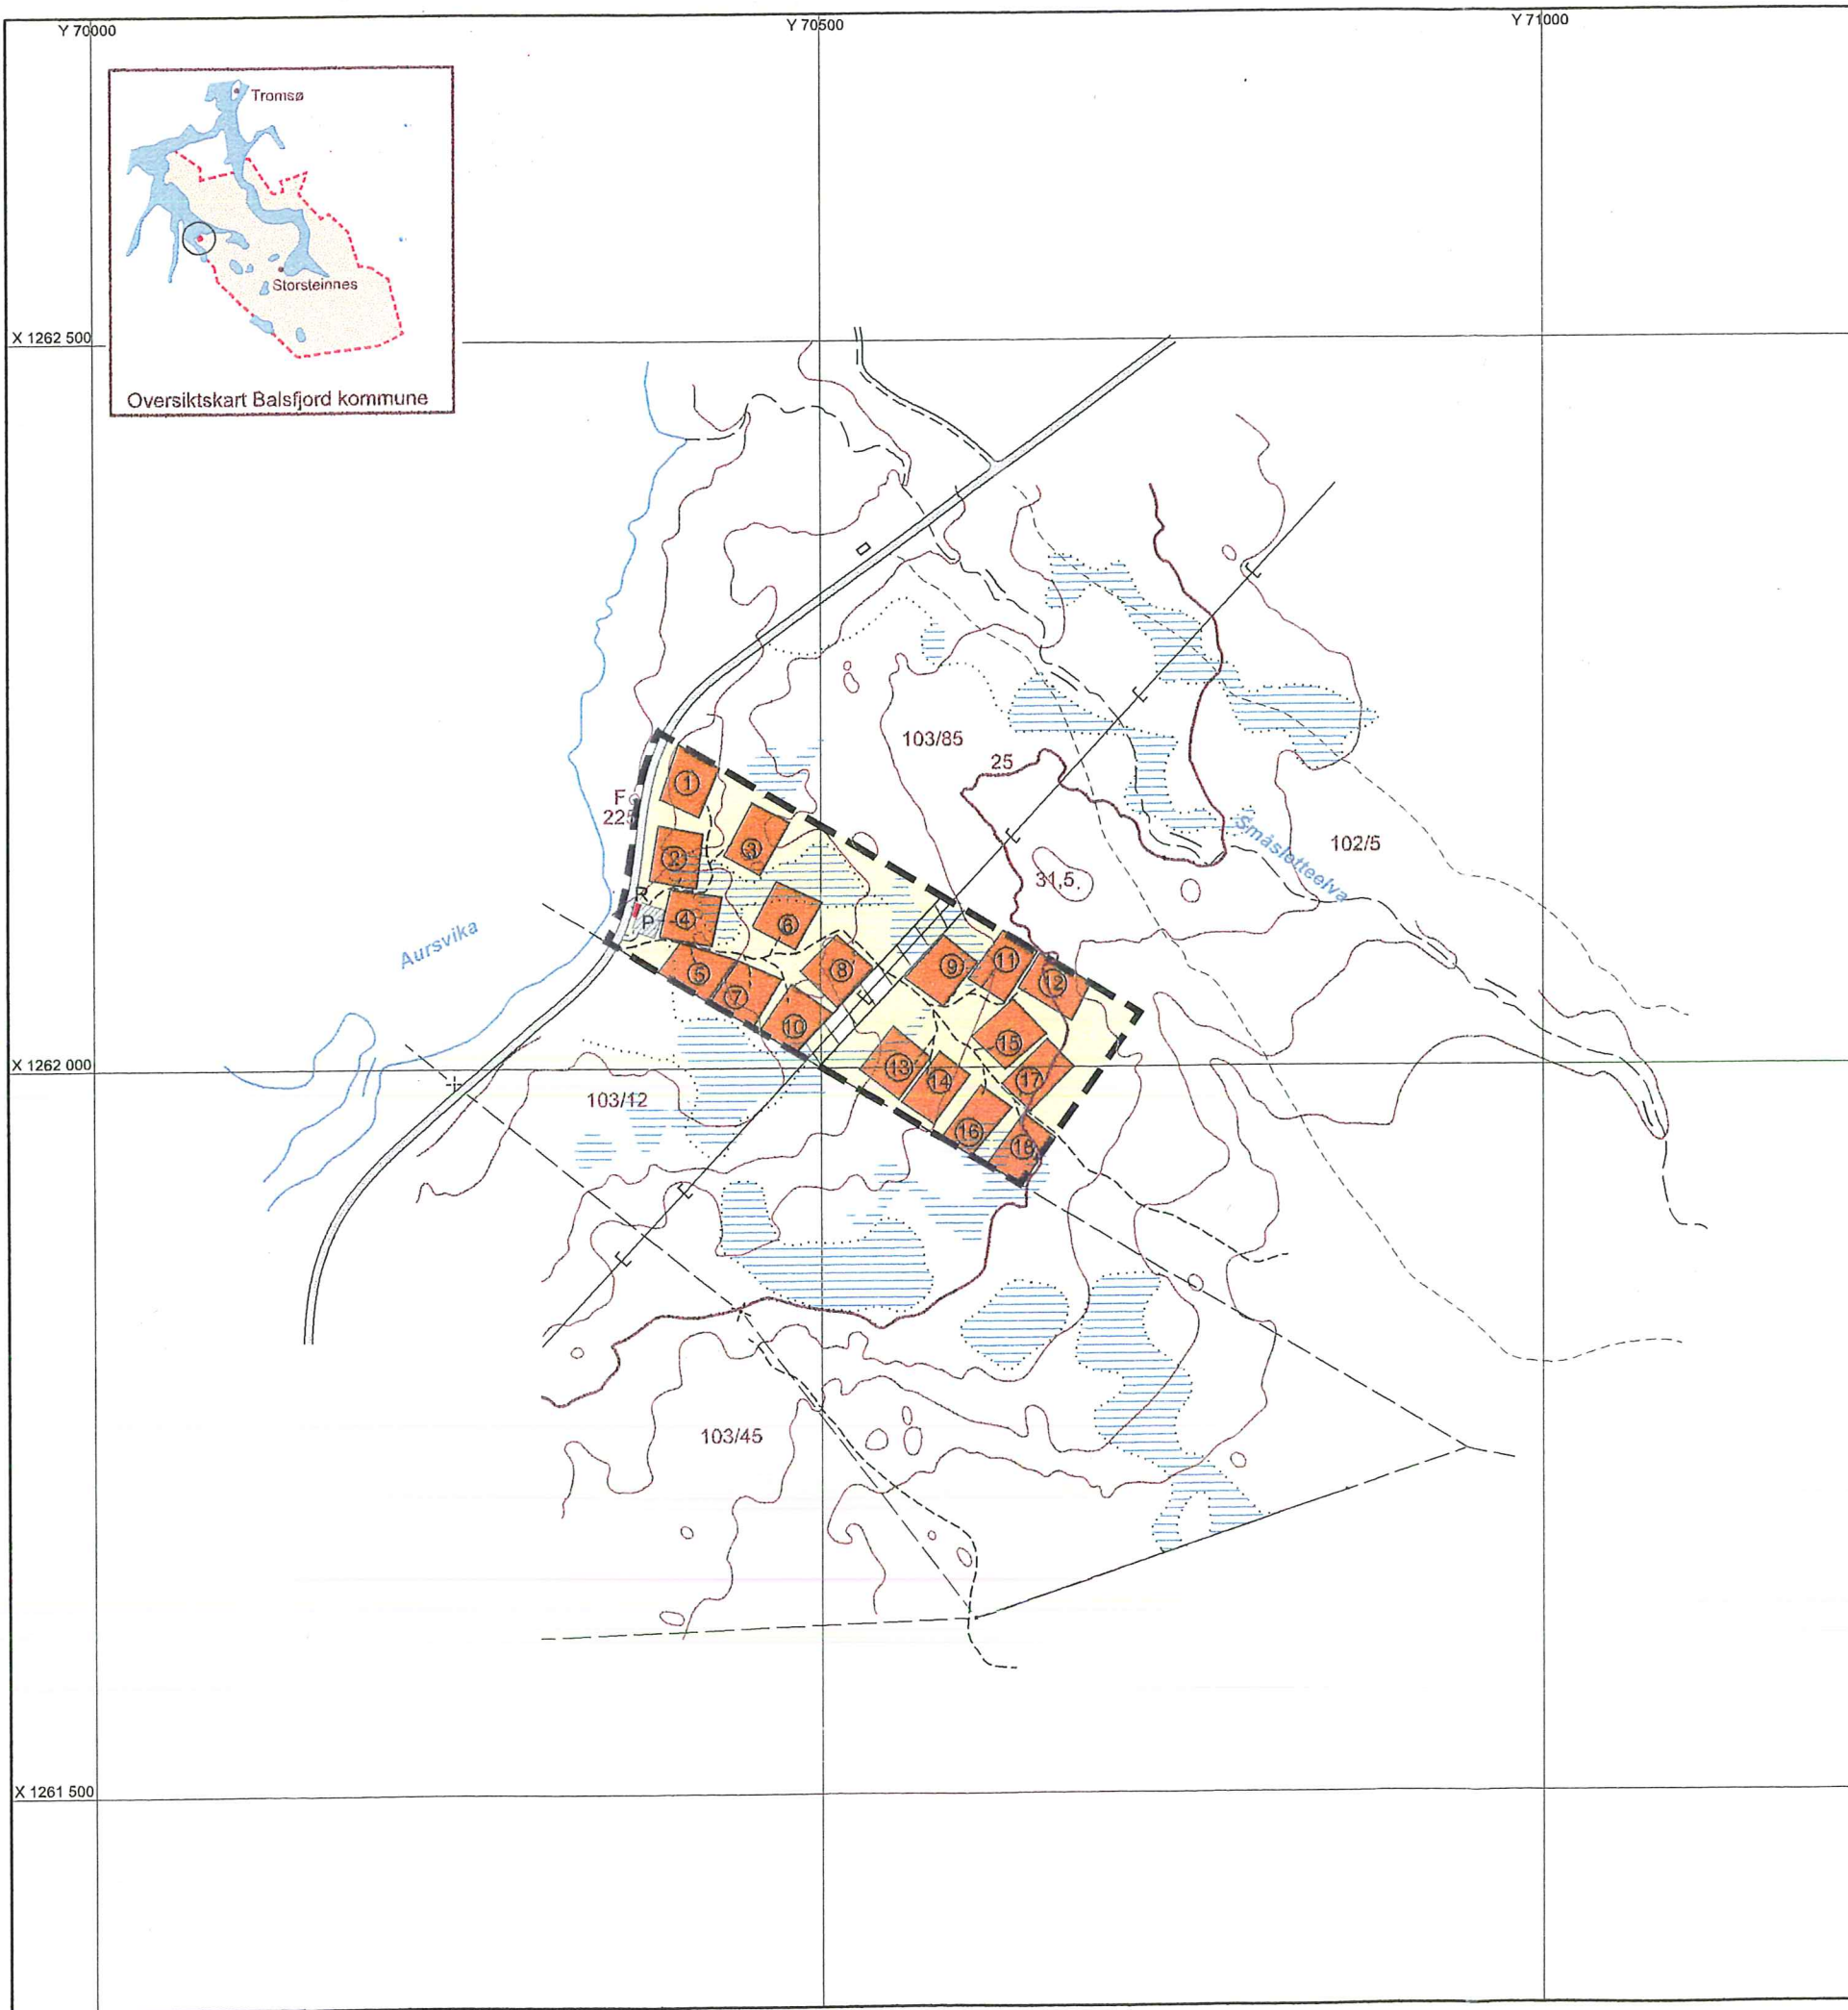 Y 70000
Y 70500
Y 71000
Tromsø
Storsteinnes
Oversiktskart Balsfjord kommune
X 1262 500
103/85
25
1
F
225
Småslotteelva
102/5
3
2
31,5.
R
P
4
6
Aursvika
5
7
8
9
11
12
10
15
X 1262 000
13
14
17
103/12
16
18
103/45
X 1261 500